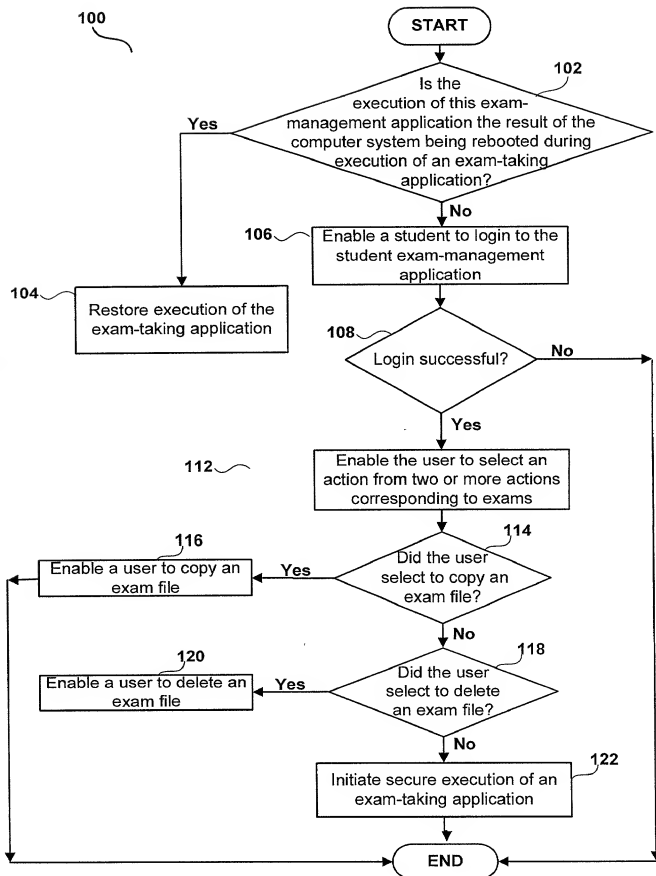 100
START
102
Is the
execution of this exam-
management application the result of the
computer system being rebooted during
execution of an exam-taking
application?
Yes
No
106
Enable a student to login to the
student exam-management
application
104
Restore execution of the
exam-taking application
108
Login successful?
No
Yes
112
Enable the user to select an
action from two or more actions
corresponding to exams
114
Did the user
select to copy an
exam file?
116
Enable a user to copy an
exam file
Yes
No
118
Did the user
select to delete
an exam file?
120
Enable a user to delete an
exam file
Yes
No
122
Initiate secure execution of an
exam-taking application
END